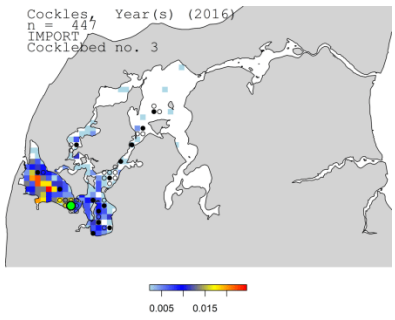 Cockles, Year(s) (2016)
n = 447
IMPORT
Cocklebed no. 3
0.005 0.015